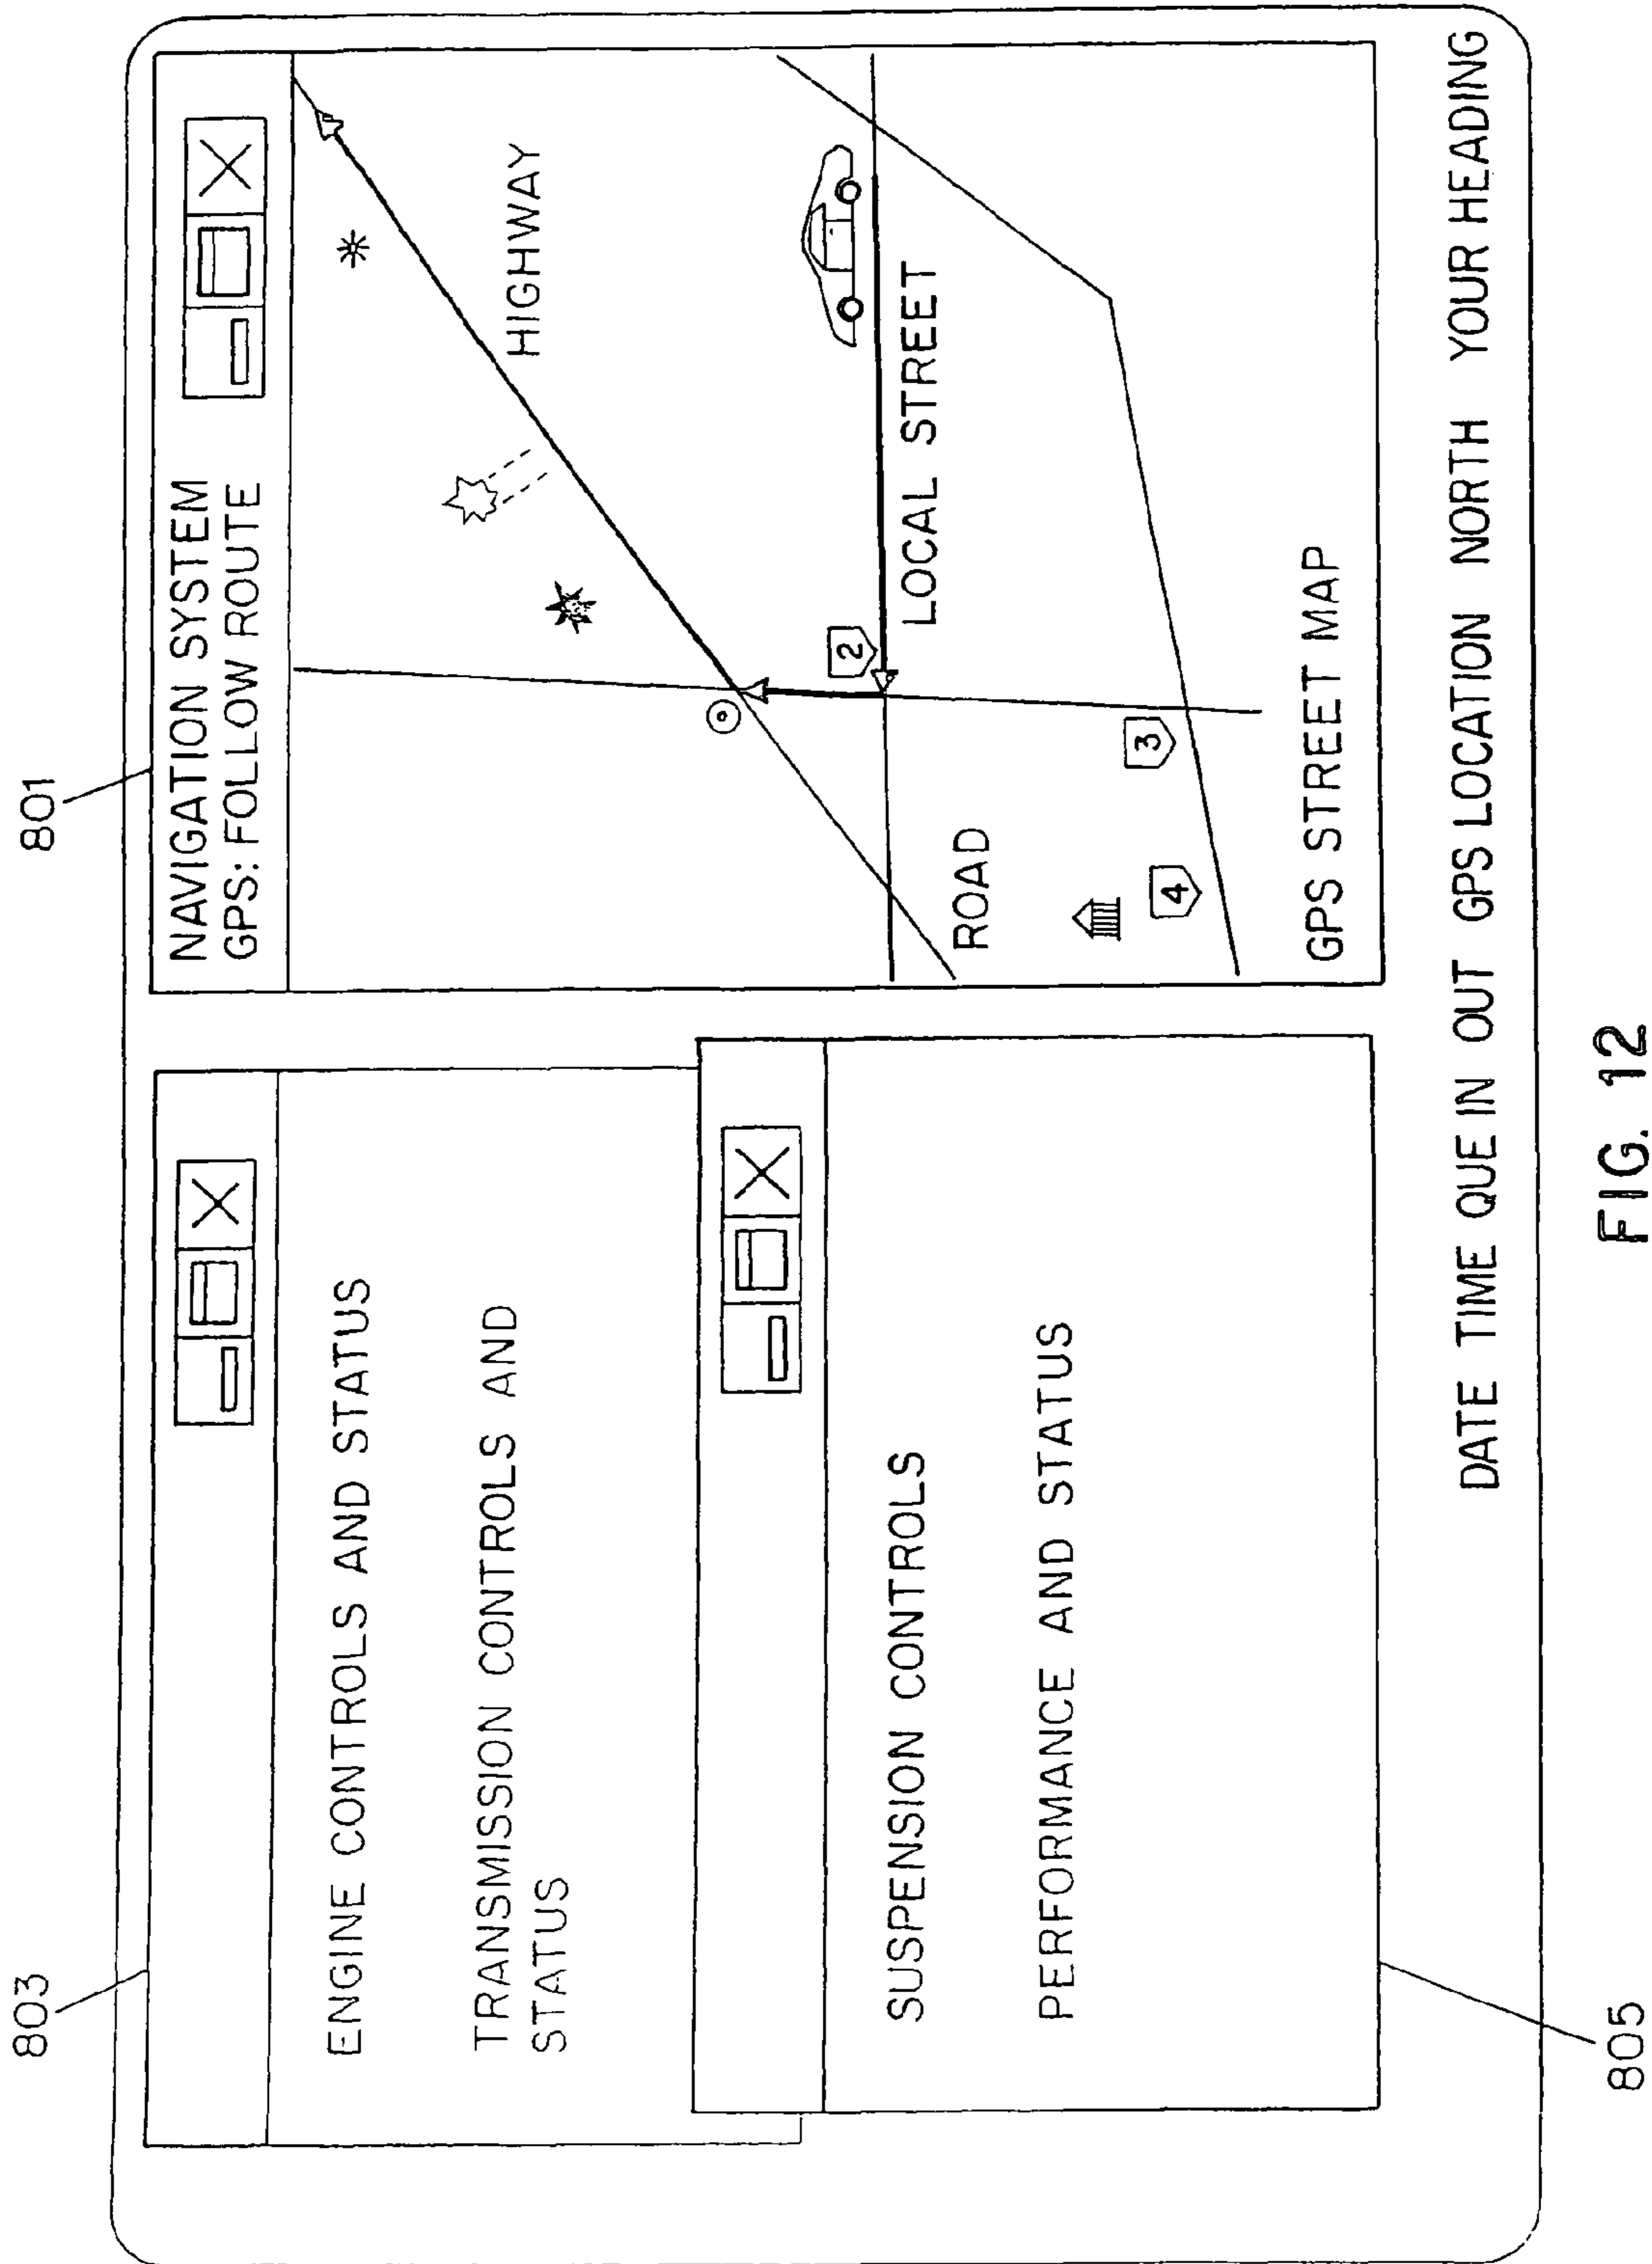 803
801
ENGINE CONTROLS AND STATUS
TRANSMISSION CONTROLS AND
STATUS
SUSPENSION CONTROLS
PERFORMANCE AND STATUS
805
NAVIGATION SYSTEM
GPS: FOLLOW ROUTE
HIGHWAY
2
LOCAL STREET
ROAD
3
4
GPS STREET MAP
DATE TIME QUE IN OUT GPS LOCATION NORTH YOUR HEADING
FIG. 12